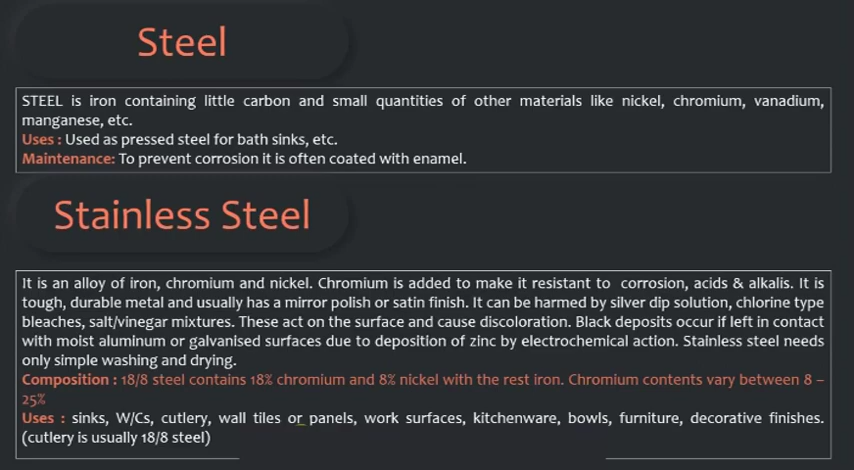 Steel
STEEL is iron containing little carbon and small quantities of other materials like nickel, chromium, vanadium,
manganese, etc.
Uses : Used as pressed steel for bath sinks, etc.
Maintenance: To prevent corrosion it is often coated with enamel.
Stainless Steel
It is an alloy of iron, chromium and nickel. Chromium is added to make it resistant to corrosion, acids & alkalis. It is
tough, durable metal and usually has a mirror polish or satin finish. It can be harmed by silver dip solution, chlorine type
bleaches, salt/vinegar mixtures. These act on the surface and cause discoloration. Black deposits occur if left in contact
with moist aluminum or galvanised surfaces due to deposition of zinc by electrochemical action. Stainless steel needs
only simple washing and drying.
Composition : 18/8 steel contains 18% chromium and 8% nickel with the rest iron. Chromium contents vary between 8 –
25%
Uses : sinks, W/Cs, cutlery, wall tiles or panels, work surfaces, kitchenware, bowls, furniture, decorative finishes.
(cutlery is usually 18/8 steel)